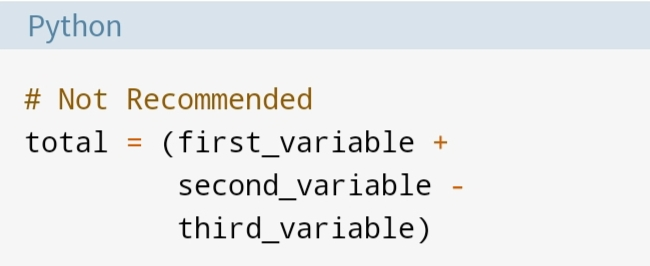 Python
# Not Recommended
total = (first_variable +
         second_variable -
         third_variable)